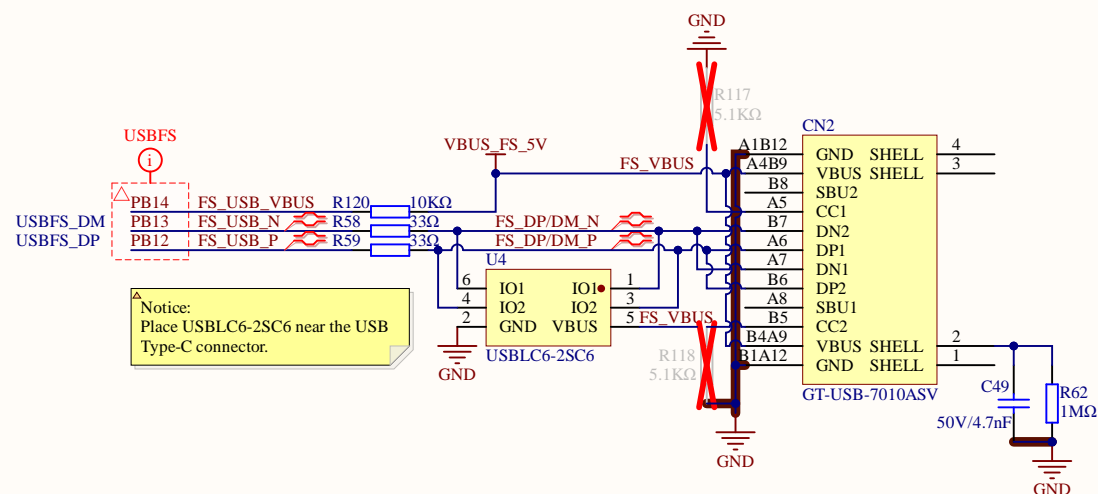 GND
R117
5.1KΩ
CN2
USBFS
i
VBUS_FS_5V
FS_VBUS
A1B12 GND SHELL 4
A4B9 VBUS SHELL 3
B8 SBU2
PB14 FS_USB_VBUS R120 10KΩ
A5 CC1
USBFS_DM PB13 FS_USB_N R58 33Ω FS_DP/DM_N
B7 DN2
USBFS_DP PB12 FS_USB_P R59 33Ω FS_DP/DM_P
A6 DP1
U4
A7 DN1
6 IO1 IO1 1
B6 DP2
4 IO2 IO2 3
A8 SBU1
2 GND VBUS 5 FS_VBUS
B5 CC2
USBLC6-2SC6
Notice:
Place USBLC6-2SC6 near the USB
Type-C connector.
GND
R118
5.1KΩ
B4A9 VBUS SHELL 2
B1A12 GND SHELL 1
GT-USB-7010ASV
C49
50V/4.7nF
R62
1MΩ
GND
GND